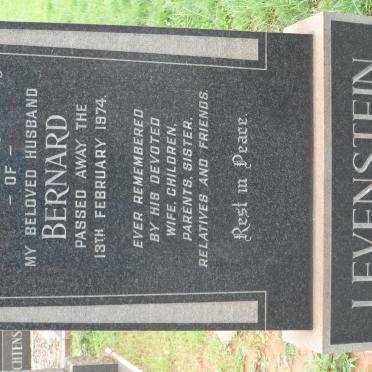 - OF -
MY BELOVED HUSBAND
BERNARD
PASSED AWAY THE
13TH FEBRUARY 1974.
EVER REMEMBERED
BY HIS DEVOTED
WIFE, CHILDREN,
PARENTS, SISTER,
RELATIVES AND FRIENDS.
Rest in Peace.
LEVENSTEIN